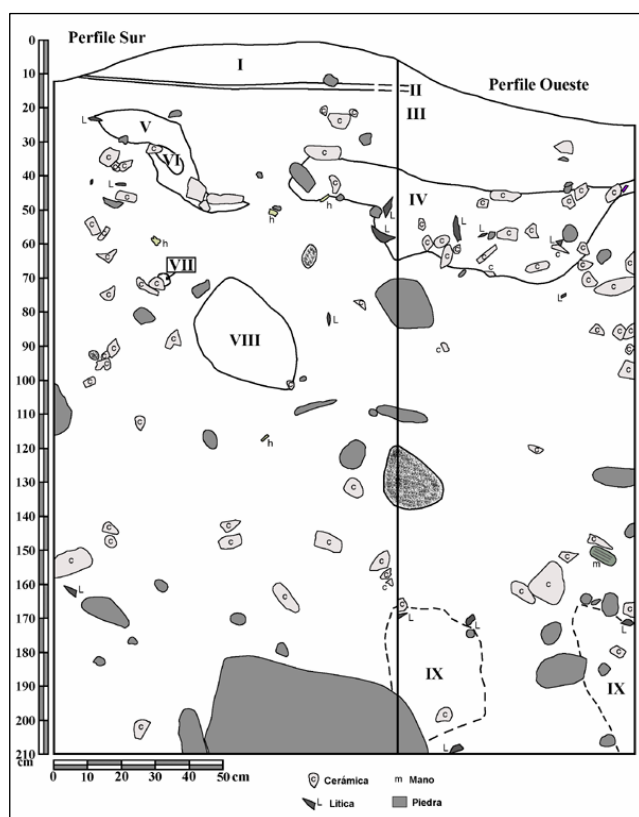 Perfile Sur
Perfile Oueste
0
10
20
30
40
50
60
70
80
90
100
110
120
130
140
150
160
170
180
190
200
210
cm
I
II
III
IV
V
VI
VII
VIII
IX
IX
L
L
L
L
L
L
L
L
L
L
L
L
L
h
h
h
h
m
0 10 20 30 40 50 cm
c Cerámica
m Mano
L Lítica
Piedra